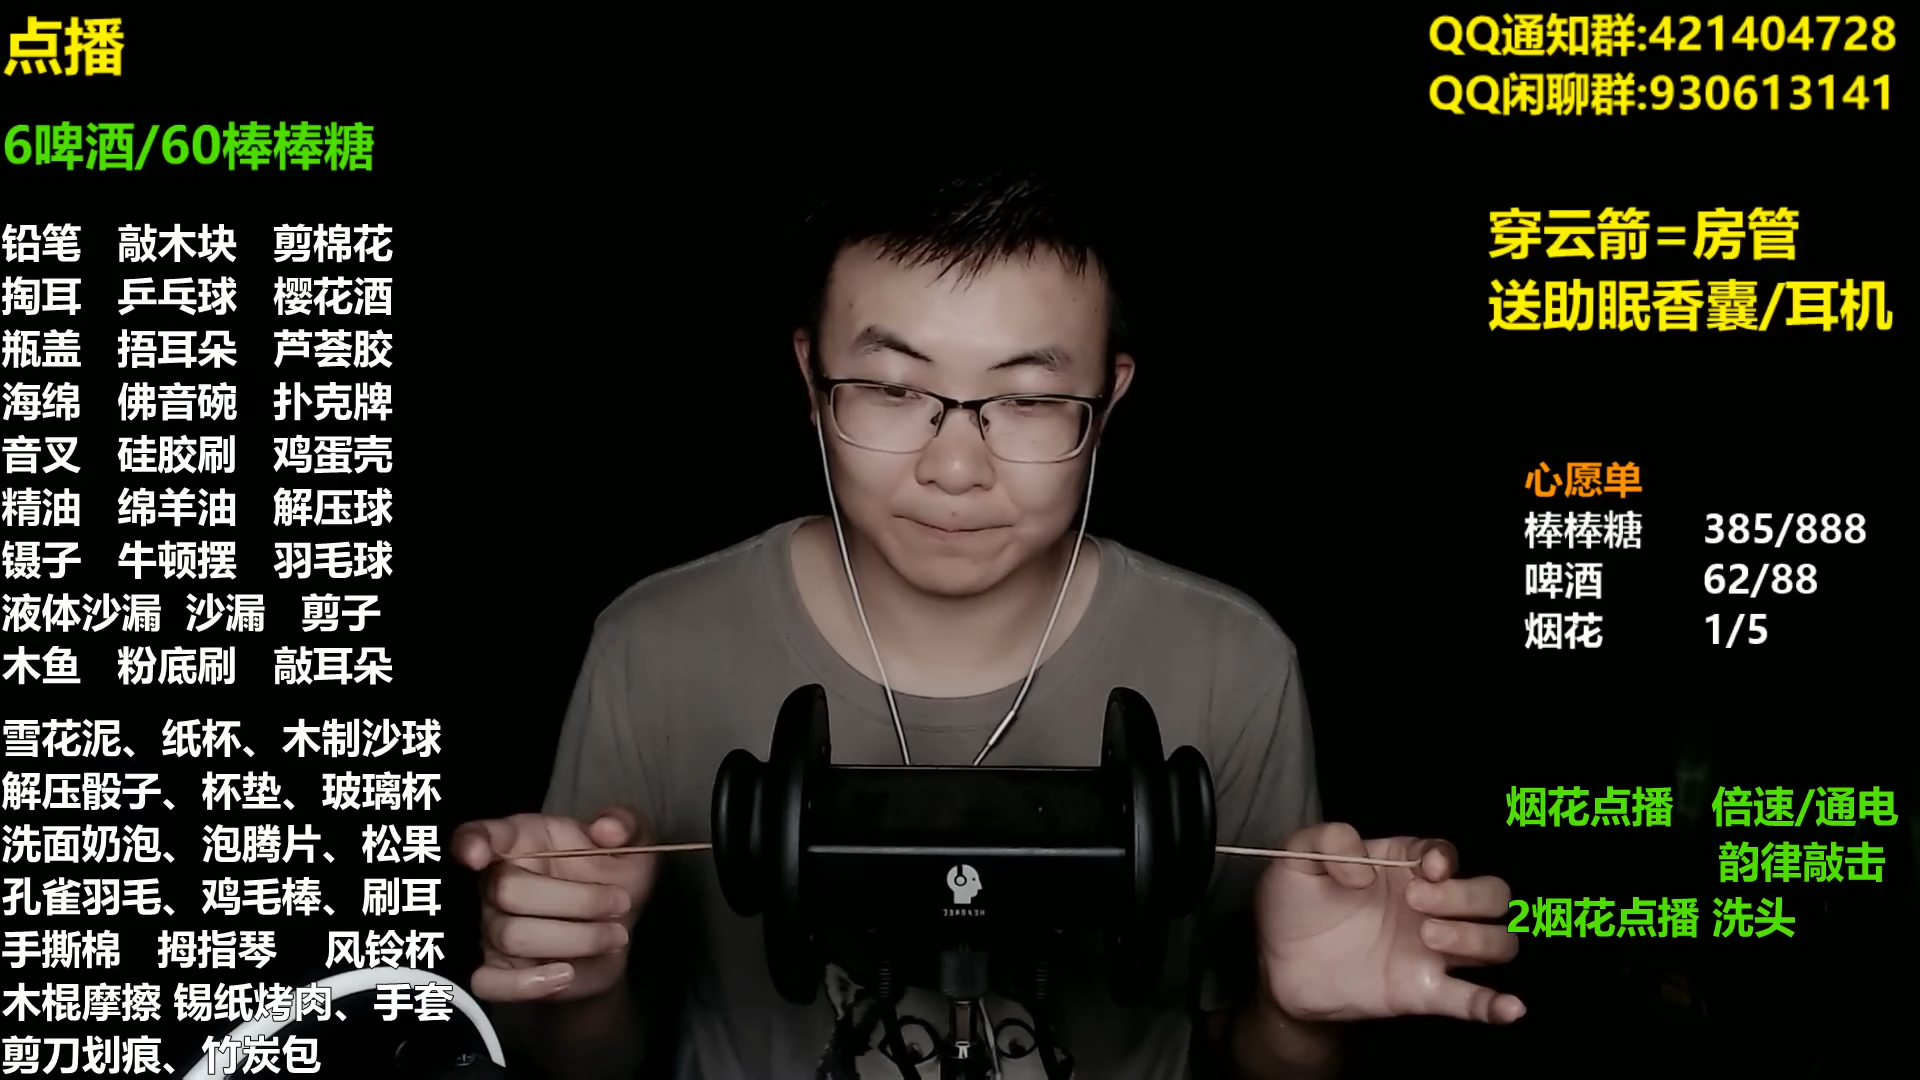 点播
6啤酒/60棒棒糖
铅笔 敲木块 剪棉花
掏耳 乒乓球 樱花酒
瓶盖 捂耳朵 芦荟胶
海绵 佛音碗 扑克牌
音叉 硅胶刷 鸡蛋壳
精油 绵羊油 解压球
镊子 牛顿摆 羽毛球
液体沙漏 沙漏 剪子
木鱼 粉底刷 敲耳朵
雪花泥、纸杯、木制沙球
解压骰子、杯垫、玻璃杯
洗面奶泡、泡腾片、松果
孔雀羽毛、鸡毛棒、刷耳
手撕棉 拇指琴 风铃杯
木棍摩擦 锡纸烤肉、手套
剪刀划痕、竹炭包
QQ通知群:421404728
QQ闲聊群:930613141
穿云箭=房管
送助眠香囊/耳机
心愿单
棒棒糖 385/888
啤酒 62/88
烟花 1/5
烟花点播 倍速/通电
韵律敲击
2烟花点播 洗头